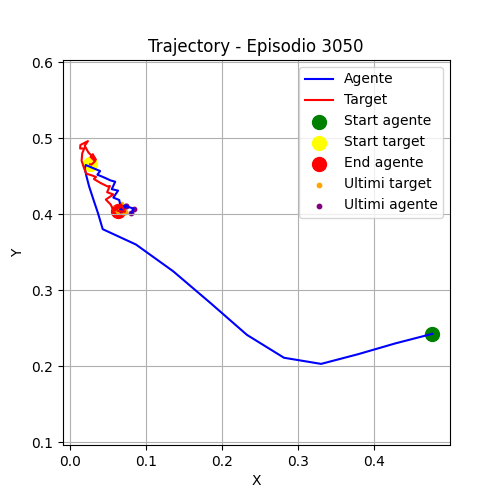 Trajectory - Episodio 3050
Agente
Target
Start agente
Start target
End agente
Ultimi target
Ultimi agente
0.6
0.5
0.4
0.3
0.2
0.1
Y
0.0 0.1 0.2 0.3 0.4
X